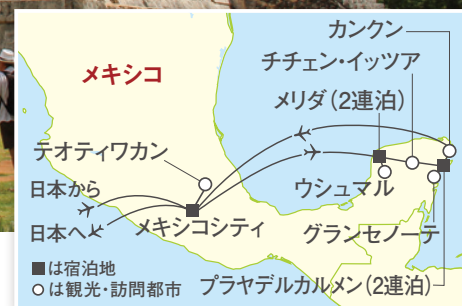 カンクン
チチェン・イッツア
メキシコ
メリダ（2連泊）
テオティワカン
日本から
ウシュマル
日本へ
メキシコシティ
グランセノーテ
■は宿泊地
○は観光・訪問都市
プラヤデルカルメン（2連泊）